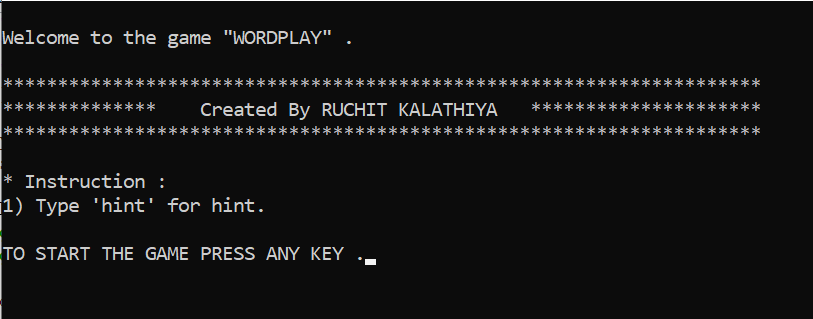 Welcome to the game "WORDPLAY" .
*********************************************************************
**************    Created By RUCHIT KALATHIYA   *********************
*********************************************************************
* Instruction :
1) Type 'hint' for hint.
TO START THE GAME PRESS ANY KEY .